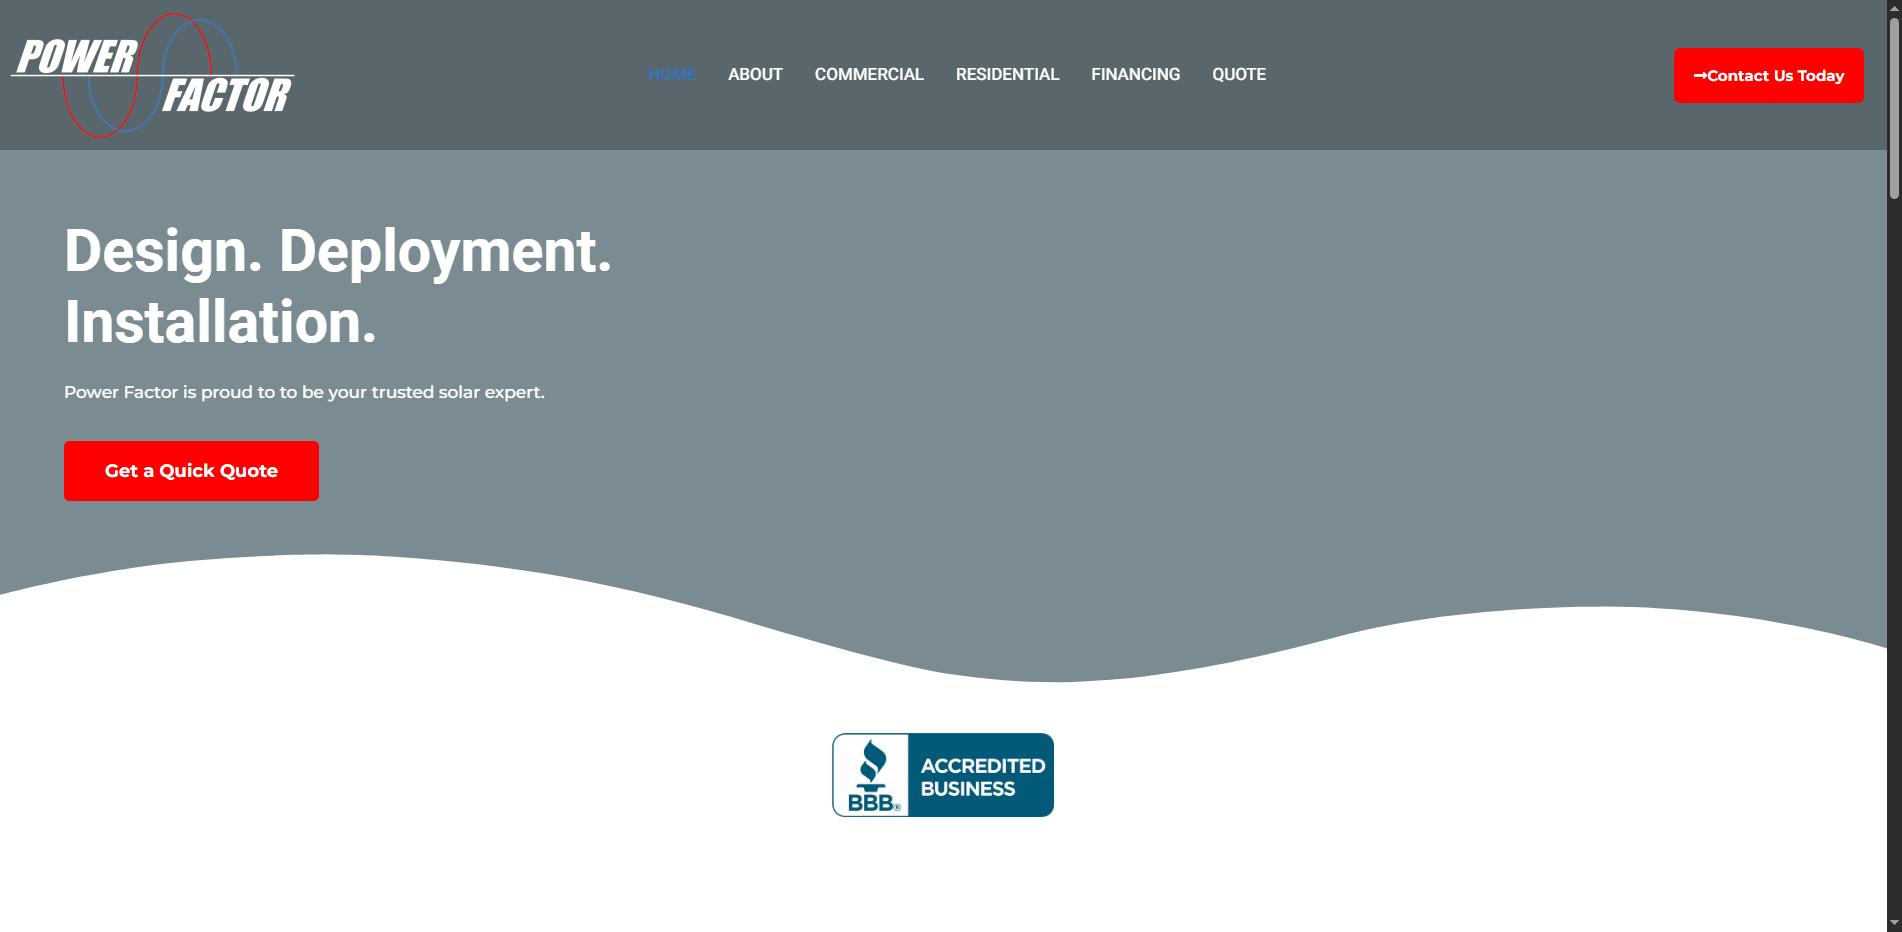 POWER
FACTOR
HOME
ABOUT
COMMERCIAL
RESIDENTIAL
FINANCING
QUOTE
Contact Us Today
Design. Deployment.
Installation.
Power Factor is proud to to be your trusted solar expert.
Get a Quick Quote
BBB®
ACCREDITED
BUSINESS